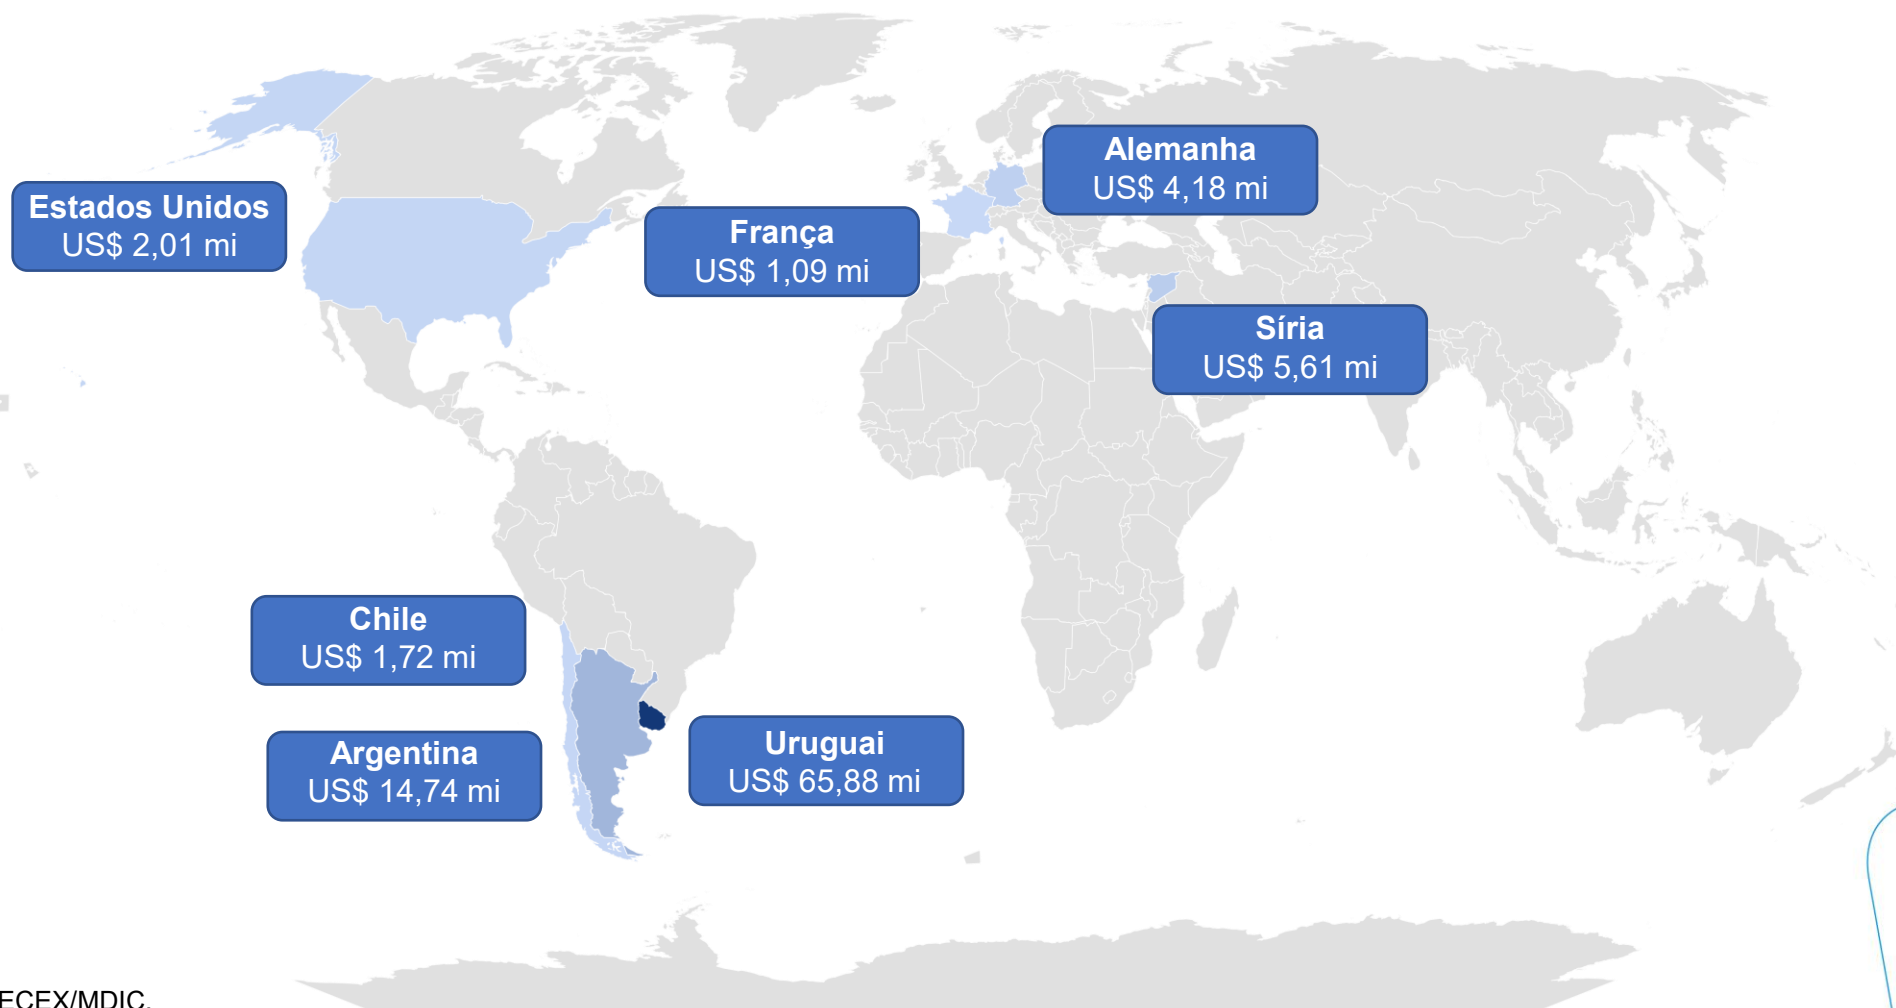 Alemanha
US$ 4,18 mi
Estados Unidos
US$ 2,01 mi
França
US$ 1,09 mi
Síria
US$ 5,61 mi
Chile
US$ 1,72 mi
Argentina
US$ 14,74 mi
Uruguai
US$ 65,88 mi
ECEX/MDIC.